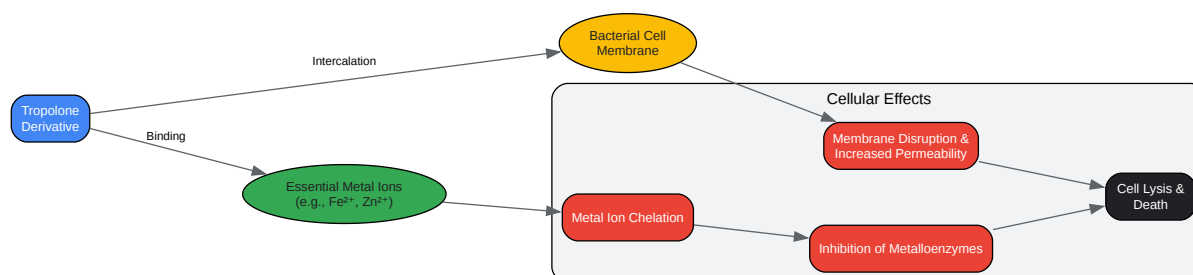 Tropolone
Derivative
Intercalation
Binding
Bacterial Cell
Membrane
Essential Metal Ions
(e.g., Fe²⁺, Zn²⁺)
Cellular Effects
Membrane Disruption &
Increased Permeability
Metal Ion Chelation
Inhibition of Metalloenzymes
Cell Lysis &
Death